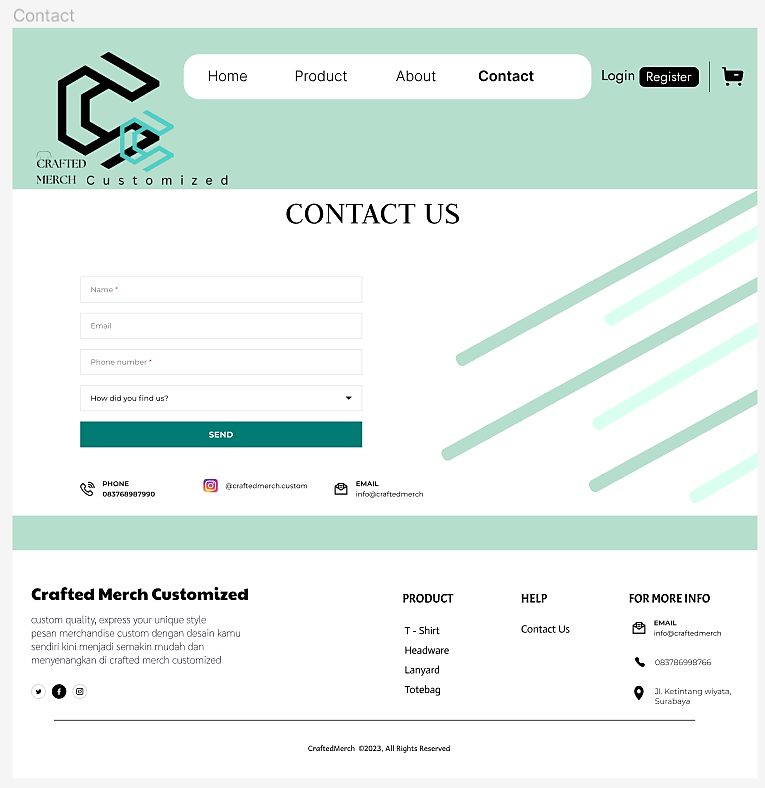 Contact
Home Product About Contact
Login Register
CRAFTED
MERCH Customized
CONTACT US
Name *
Email
Phone number *
How did you find us?
SEND
PHONE
083768987990
@craftedmerch.custom
EMAIL
info@craftedmerch
Crafted Merch Customized
custom quality, express your unique style
pesan merchandise custom dengan desain kamu
sendiri kini menjadi semakin mudah dan
menyenangkan di crafted merch customized
PRODUCT
T - Shirt
Headware
Lanyard
Totebag
HELP
Contact Us
FOR MORE INFO
EMAIL
info@craftedmerch
083786998766
Jl. Ketintang wiyata,
Surabaya
CraftedMerch ©2023, All Rights Reserved